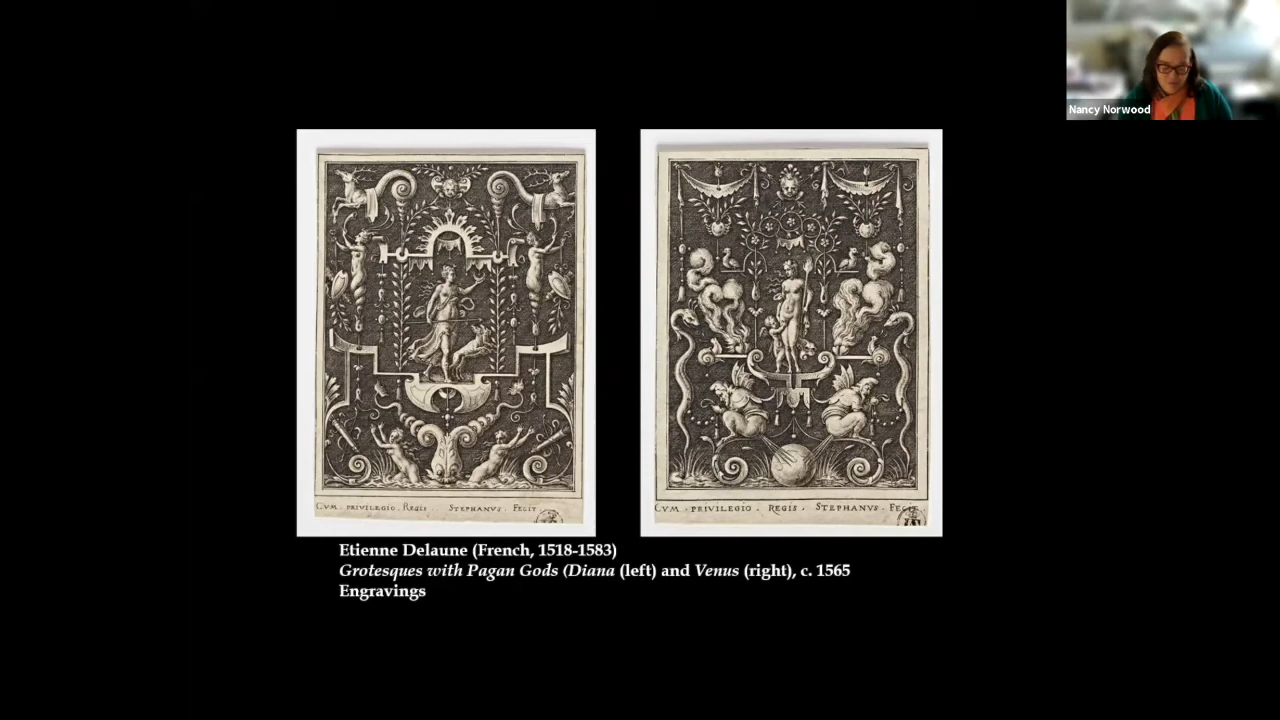 Nancy Norwood
CVM . PRIVILEGIO . REGIS STEPHANVS . FECIT
CVM . PRIVILEGIO . REGIS . STEPHANVS . FECIT
Etienne Delaune (French, 1518-1583)
Grotesques with Pagan Gods (Diana (left) and Venus (right), c. 1565
Engravings